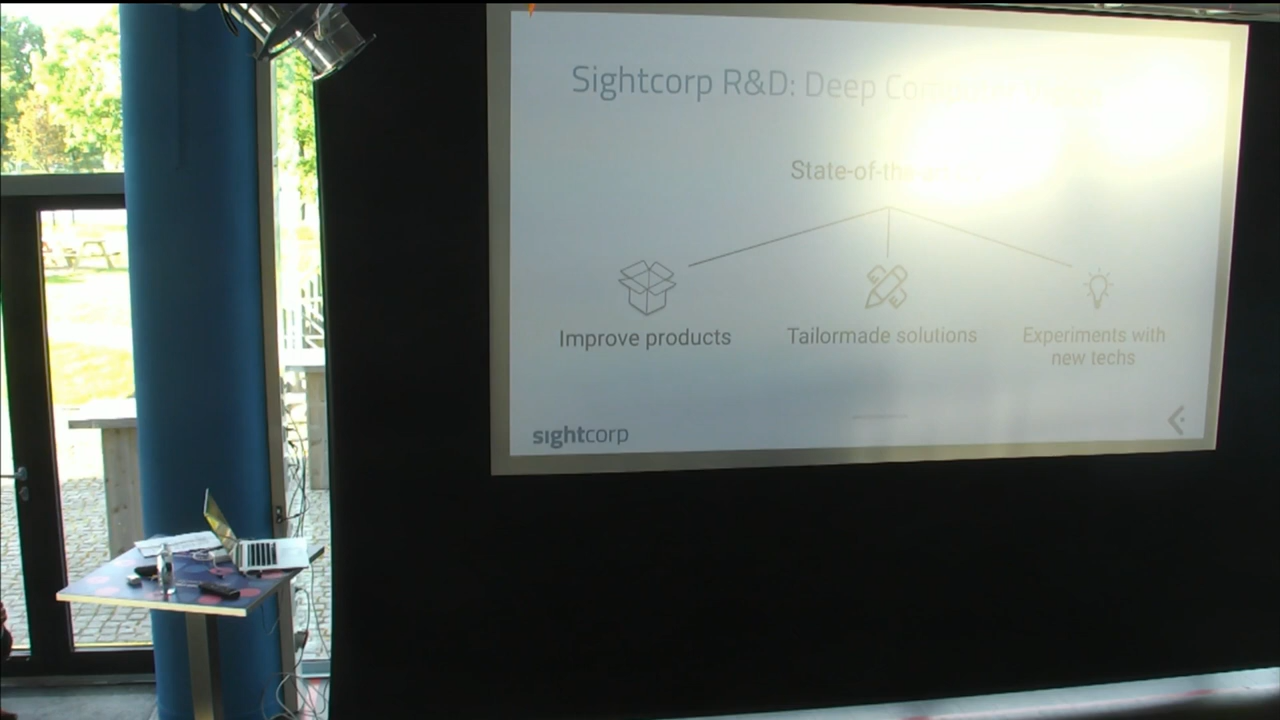 Sightcorp R&D: Deep
State-of-the
Improve products
Tailormade solutions
Experiments with
new techs
sightcorp